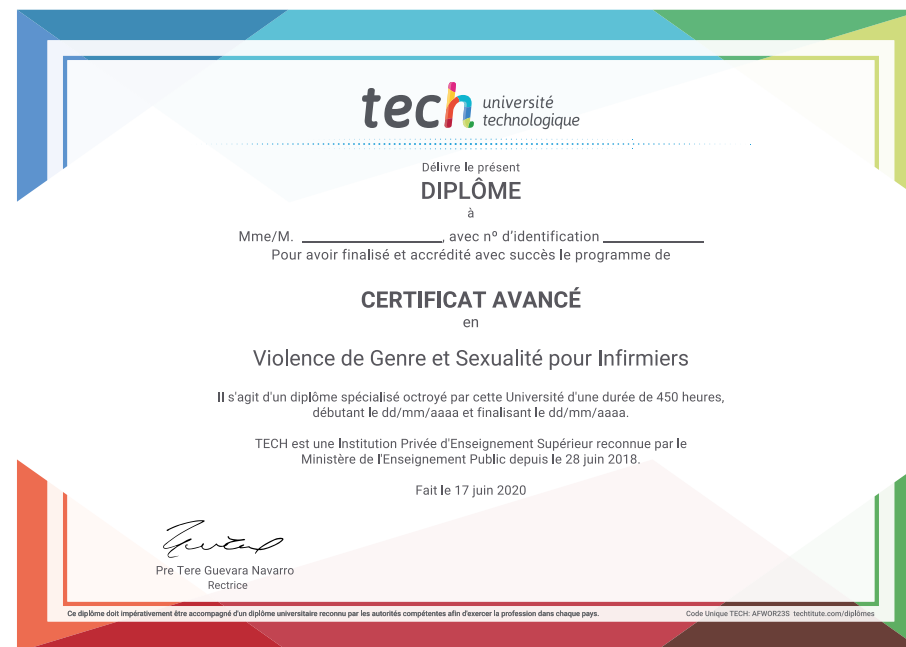 tech université
technologique
Délivre le présent
DIPLÔME
à
Mme/M. ____________________, avec nº d'identification ______________
Pour avoir finalisé et accrédité avec succès le programme de
CERTIFICAT AVANCÉ
en
Violence de Genre et Sexualité pour Infirmiers
Il s'agit d'un diplôme spécialisé octroyé par cette Université d'une durée de 450 heures,
débutant le dd/mm/aaaa et finalisant le dd/mm/aaaa.
TECH est une Institution Privée d'Enseignement Supérieur reconnue par le
Ministère de l'Enseignement Public depuis le 28 juin 2018.
Fait le 17 juin 2020
Pre Tere Guevara Navarro
Rectrice
Ce diplôme doit impérativement être accompagné d'un diplôme universitaire reconnu par les autorités compétentes afin d'exercer la profession dans chaque pays.
Code Unique TECH: AFWOR23S techtitute.com/diplômes